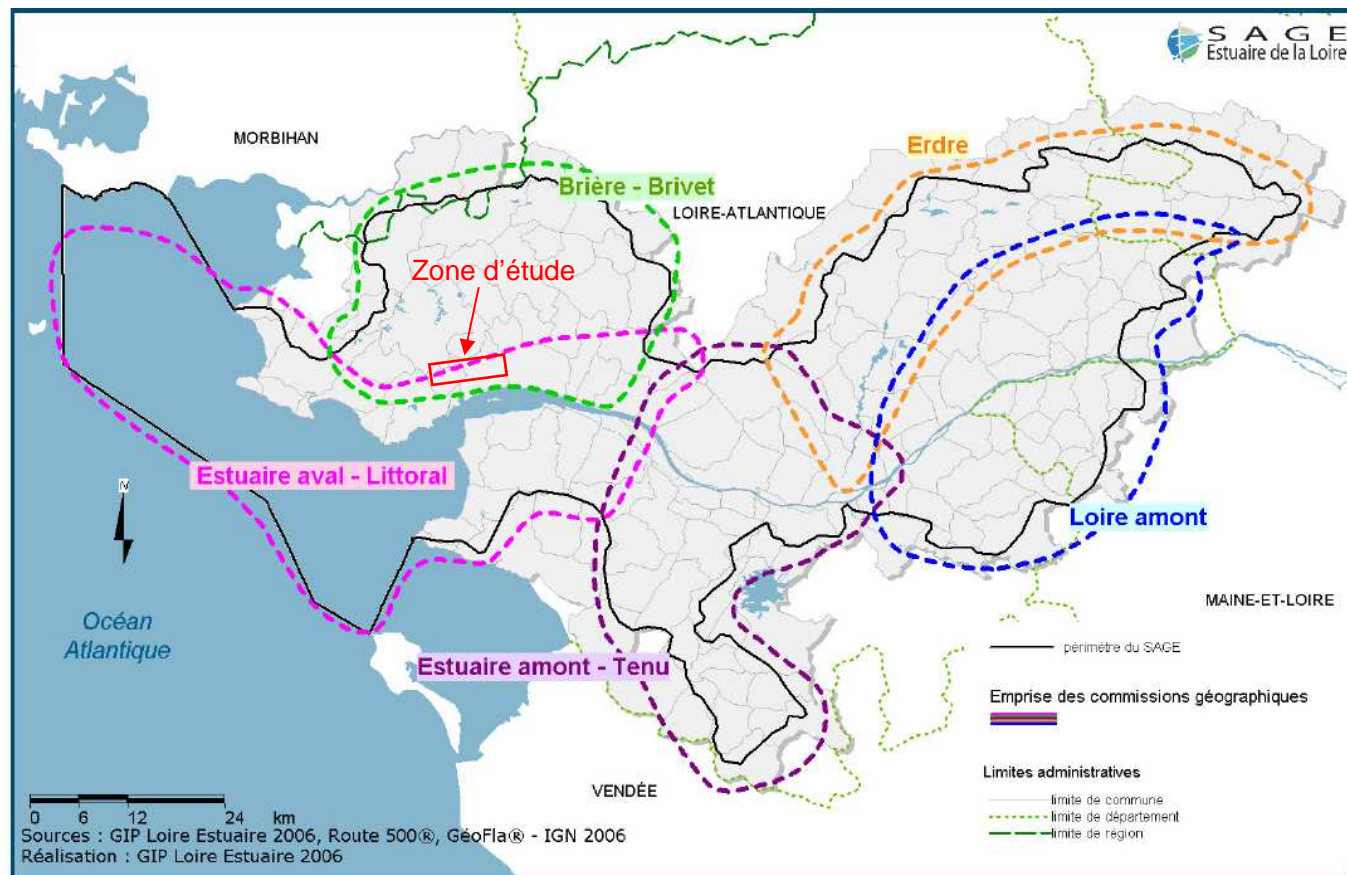 SAGE
Estuaire de la Loire
MORBIHAN
Erdre
Brière - Brivet
LOIRE-ATLANTIQUE
Zone d'étude
Estuaire aval - Littoral
N
Loire amont
Océan
Atlantique
MAINE-ET-LOIRE
Estuaire amont - Tenu
périmètre du SAGE
Emprise des commissions géographiques
VENDÉE
Limites administratives
limite de commune
limite de département
limite de région
0 6 12 24 km
Sources : GIP Loire Estuaire 2006, Route 500®, GéoFla® - IGN 2006
Réalisation : GIP Loire Estuaire 2006